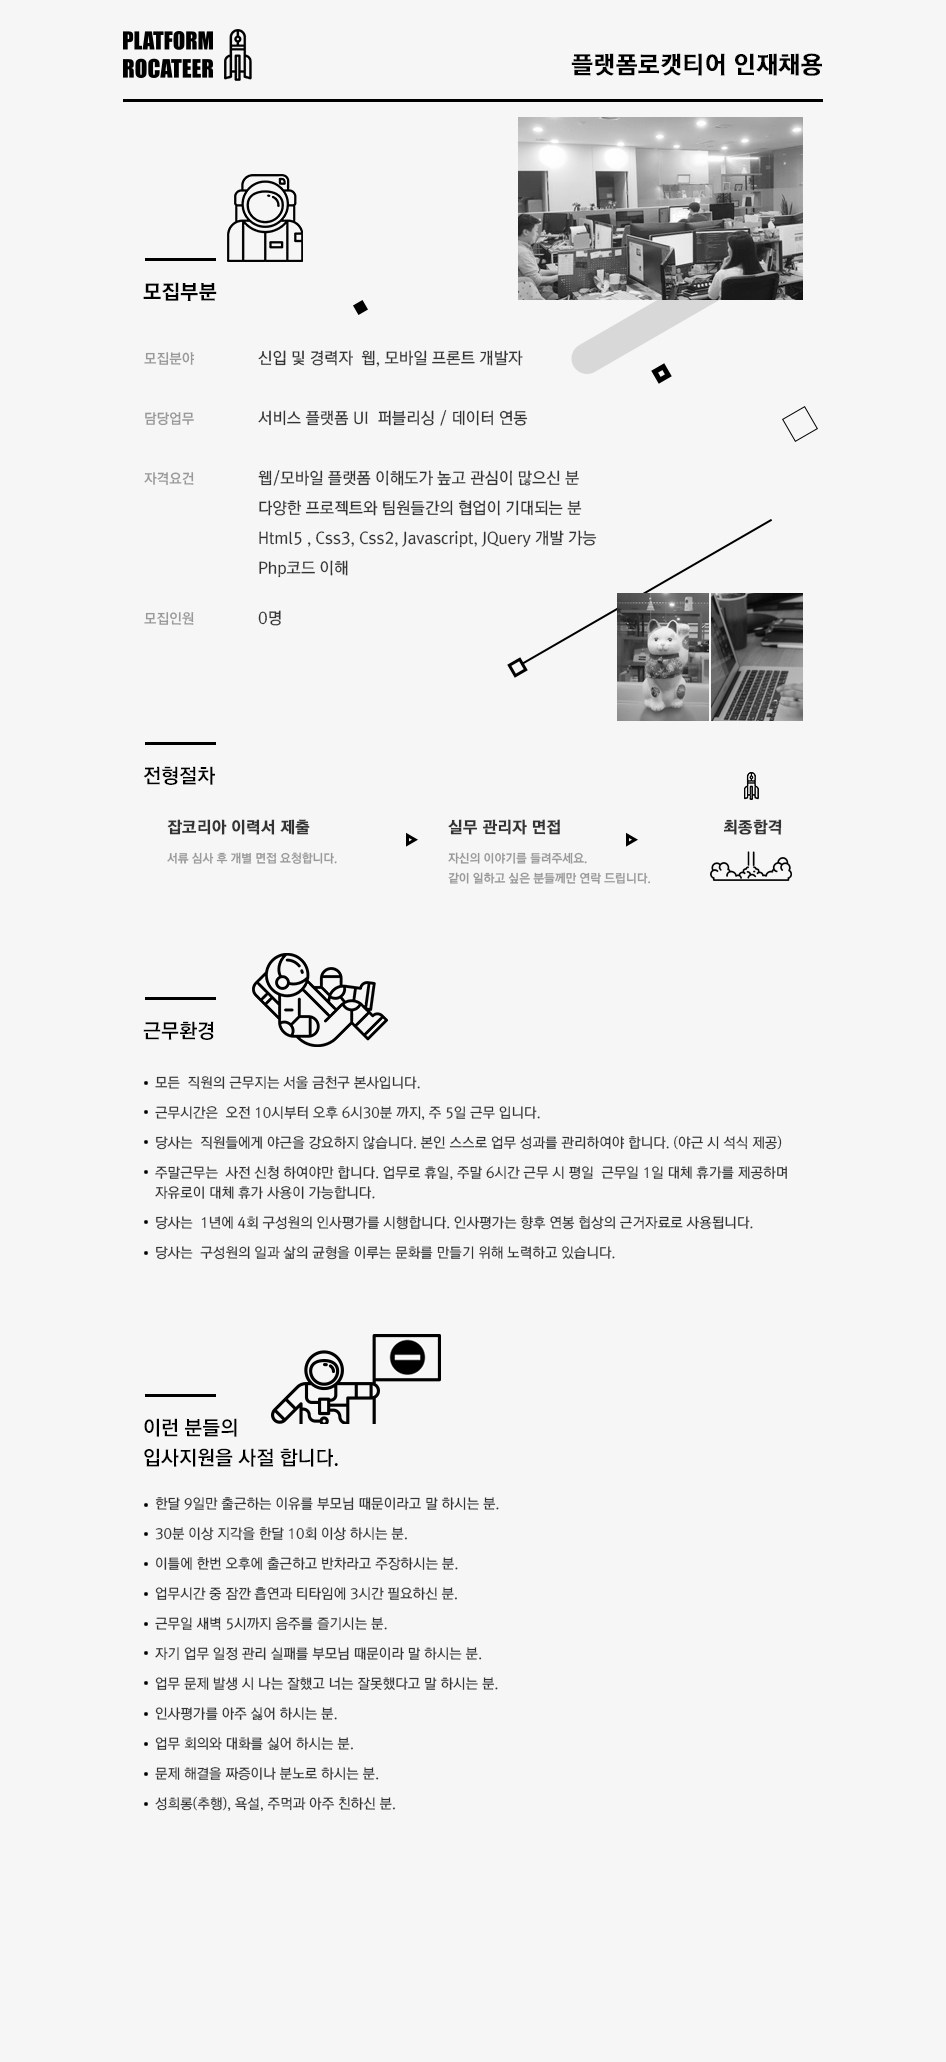 PLATFORM
ROCATEER
플랫폼로캣티어 인재채용
모집부분
모집분야 신입 및 경력자 웹, 모바일 프론트 개발자
담당업무 서비스 플랫폼 UI 퍼블리싱 / 데이터 연동
자격요건 웹/모바일 플랫폼 이해도가 높고 관심이 많으신 분
다양한 프로젝트와 팀원들간의 협업이 기대되는 분
Html5 , Css3, Css2, Javascript, JQuery 개발 가능
Php코드 이해
모집인원 0명
전형절차
잡코리아 이력서 제출
서류 심사 후 개별 면접 요청합니다.
실무 관리자 면접
자신의 이야기를 들려주세요.
같이 일하고 싶은 분들께만 연락 드립니다.
최종합격
근무환경
• 모든 직원의 근무지는 서울 금천구 본사입니다.
• 근무시간은 오전 10시부터 오후 6시30분 까지, 주 5일 근무 입니다.
• 당사는 직원들에게 야근을 강요하지 않습니다. 본인 스스로 업무 성과를 관리하여야 합니다. (야근 시 석식 제공)
• 주말근무는 사전 신청 하여야만 합니다. 업무로 휴일, 주말 6시간 근무 시 평일 근무일 1일 대체 휴가를 제공하며
자유로이 대체 휴가 사용이 가능합니다.
• 당사는 1년에 4회 구성원의 인사평가를 시행합니다. 인사평가는 향후 연봉 협상의 근거자료로 사용됩니다.
• 당사는 구성원의 일과 삶의 균형을 이루는 문화를 만들기 위해 노력하고 있습니다.
이런 분들의
입사지원을 사절 합니다.
• 한달 9일만 출근하는 이유를 부모님 때문이라고 말 하시는 분.
• 30분 이상 지각을 한달 10회 이상 하시는 분.
• 이틀에 한번 오후에 출근하고 반차라고 주장하시는 분.
• 업무시간 중 잠깐 흡연과 티타임에 3시간 필요하신 분.
• 근무일 새벽 5시까지 음주를 즐기시는 분.
• 자기 업무 일정 관리 실패를 부모님 때문이라 말 하시는 분.
• 업무 문제 발생 시 나는 잘했고 너는 잘못했다고 말 하시는 분.
• 인사평가를 아주 싫어 하시는 분.
• 업무 회의와 대화를 싫어 하시는 분.
• 문제 해결을 짜증이나 분노로 하시는 분.
• 성희롱(추행), 욕설, 주먹과 아주 친하신 분.